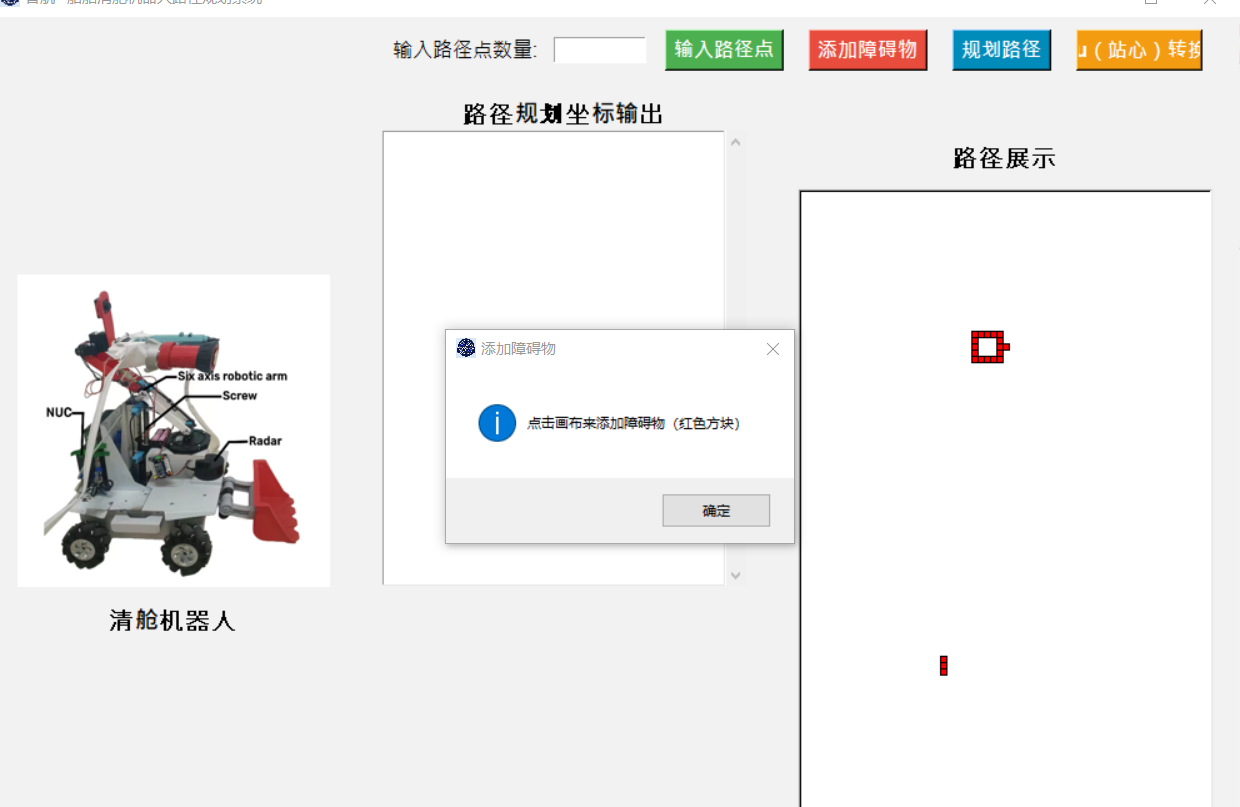 输入路径点数量:
输入路径点
添加障碍物
规划路径
u（站心）转换
路径规划坐标输出
路径展示
添加障碍物
点击画布来添加障碍物（红色方块）
确定
Six axis robotic arm
Screw
NUC
Radar
清舱机器人